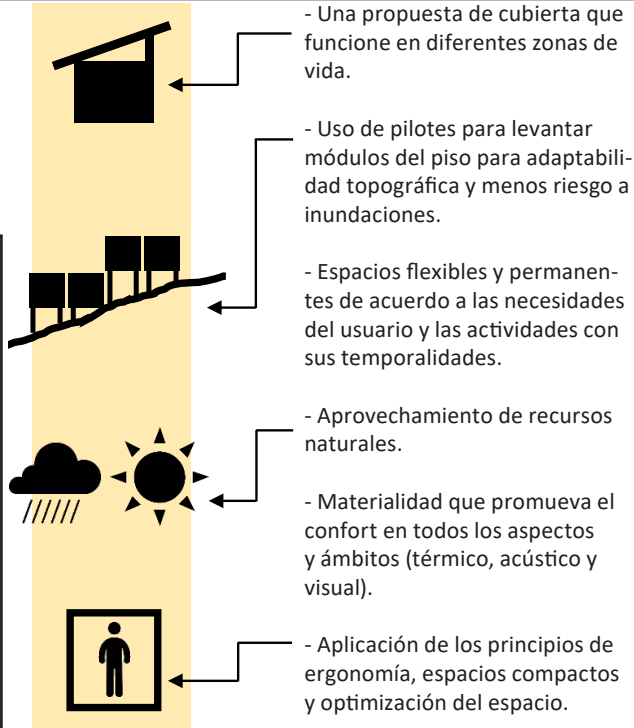 - Una propuesta de cubierta que
funcione en diferentes zonas de
vida.
- Uso de pilotes para levantar
módulos del piso para adaptabili-
dad topográfica y menos riesgo a
inundaciones.
- Espacios flexibles y permanen-
tes de acuerdo a las necesidades
del usuario y las actividades con
sus temporalidades.
- Aprovechamiento de recursos
naturales.
- Materialidad que promueva el
confort en todos los aspectos
y ámbitos (térmico, acústico y
visual).
- Aplicación de los principios de
ergonomía, espacios compactos
y optimización del espacio.